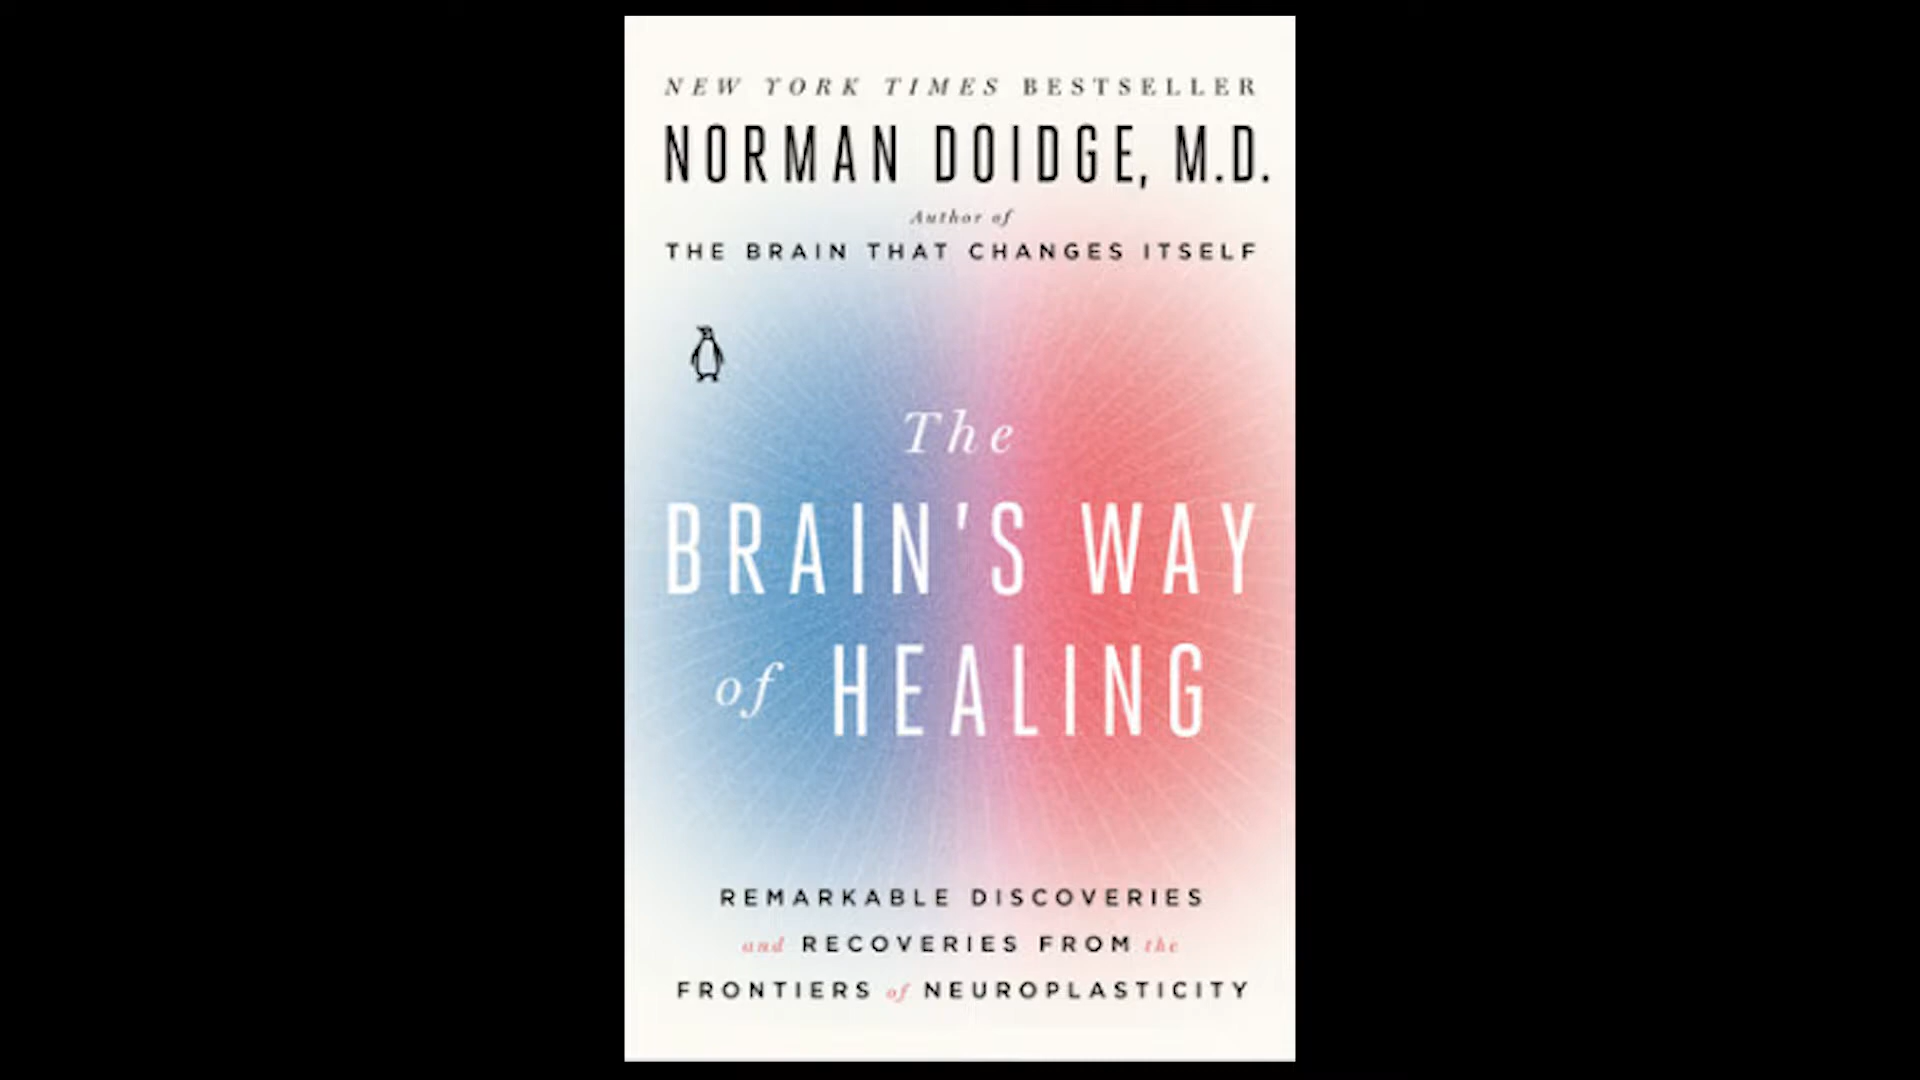 NEW YORK TIMES BESTSELLER
NORMAN DOIDGE, M.D.
Author of
THE BRAIN THAT CHANGES ITSELF
The
BRAIN'S WAY
of HEALING
REMARKABLE DISCOVERIES
and RECOVERIES FROM the
FRONTIERS of NEUROPLASTICITY